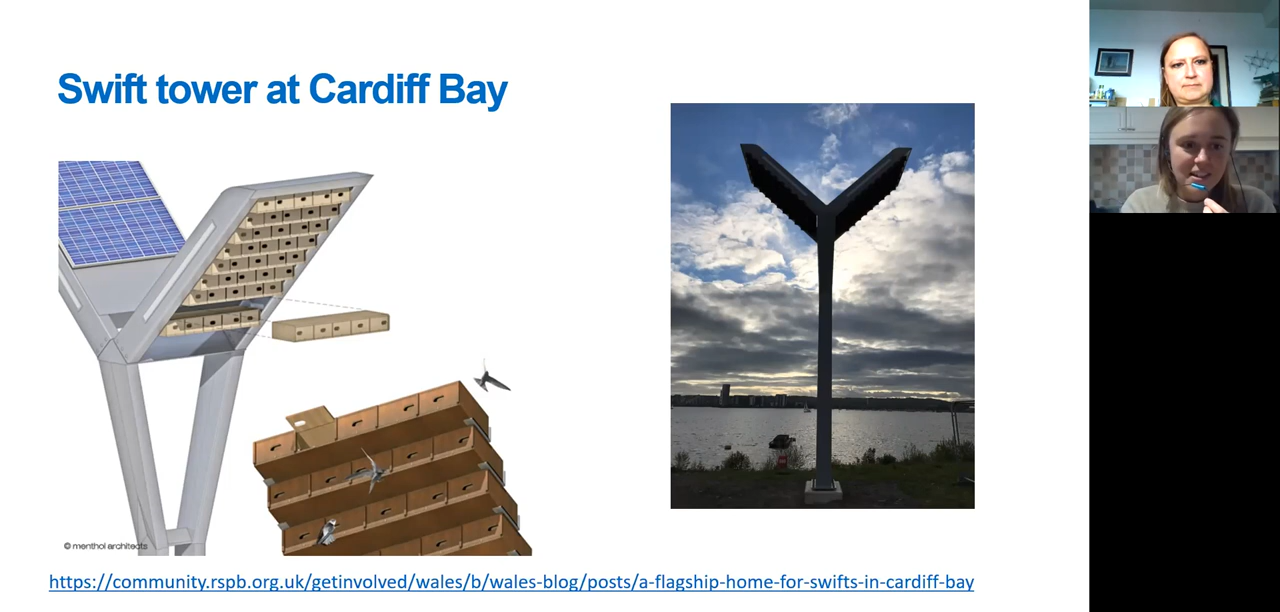 Swift tower at Cardiff Bay
© menthol architects
https://community.rspb.org.uk/getinvolved/wales/b/wales-blog/posts/a-flagship-home-for-swifts-in-cardiff-bay